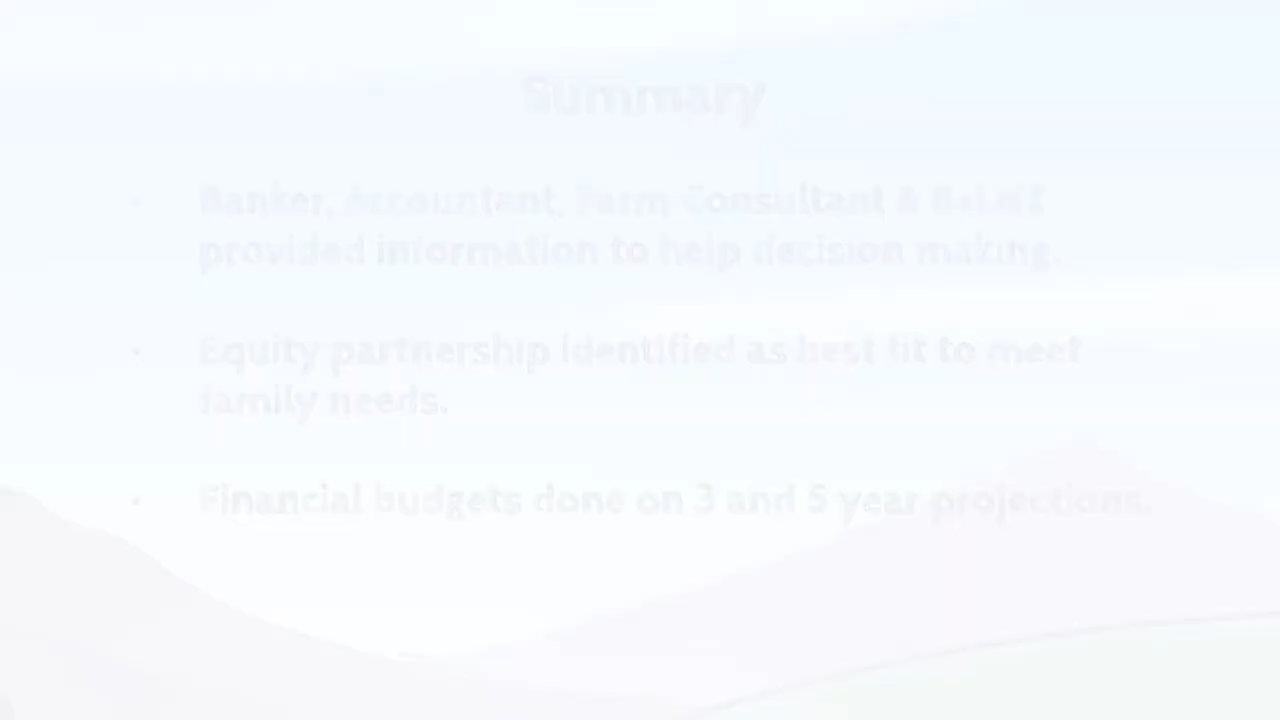 Summary
• Banker, Accountant, Farm Consultant &
provided information to help decision making.
• Equity partnership identified as best fit to meet
family needs.
• Financial budgets done on 3 and 5 year projections.